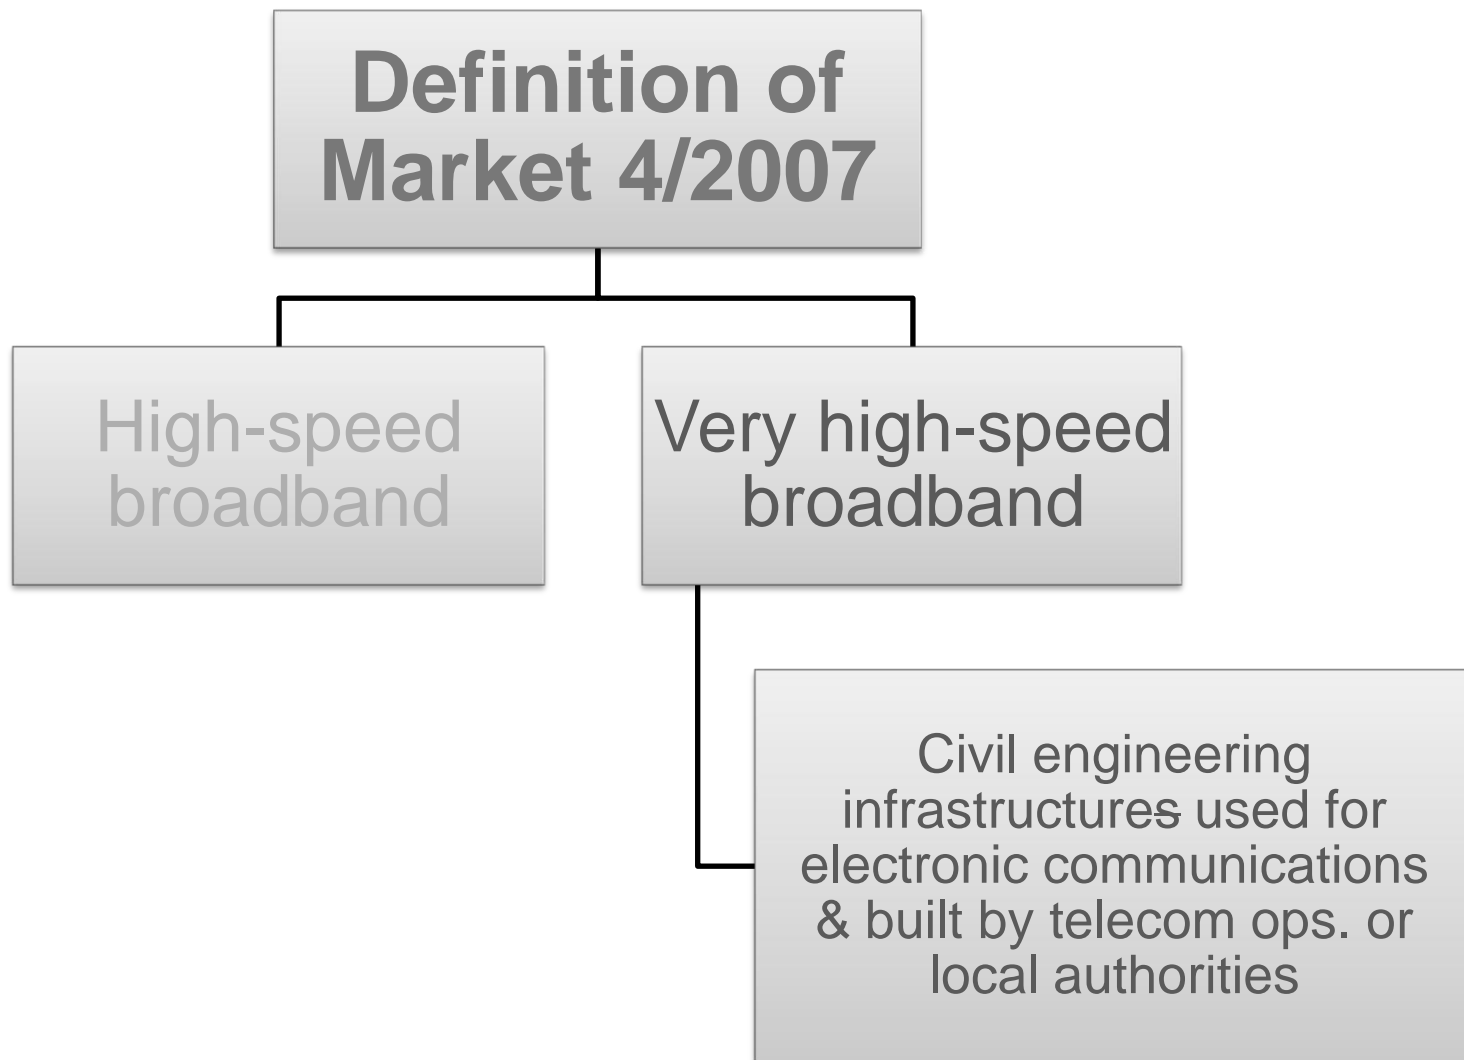 Definition of
Market 4/2007
High-speed
broadband
Very high-speed
broadband
Civil engineering
infrastructures used for
electronic communications
& built by telecom ops. or
local authorities